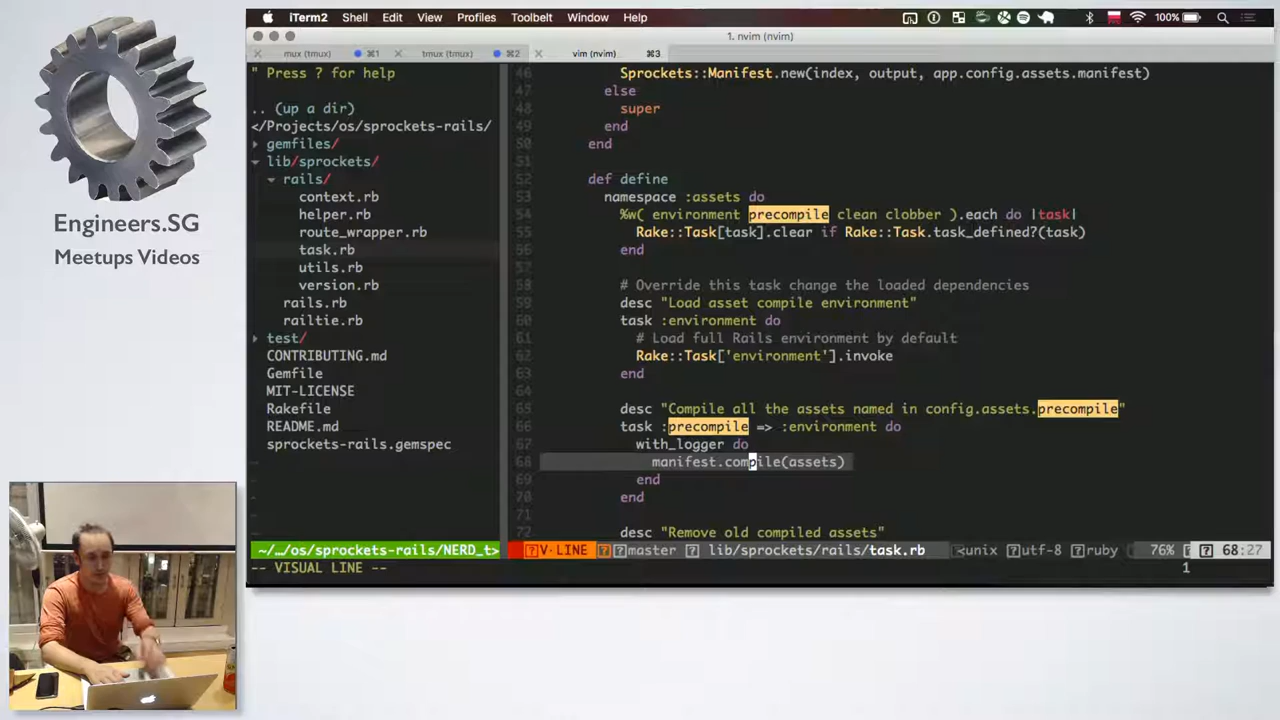 iTerm2 Shell Edit View Profiles Toolbelt Window Help 100%
1. nvim (nvim)
mux (tmux) ⌘1 tmux (tmux) ⌘2 vim (nvim) ⌘3
Engineers.SG
Meetups Videos
" Press ? for help
.. (up a dir)
</Projects/os/sprockets-rails/
gemfiles/
lib/sprockets/
rails/
context.rb
helper.rb
route_wrapper.rb
task.rb
utils.rb
version.rb
rails.rb
railtie.rb
test/
CONTRIBUTING.md
Gemfile
MIT-LICENSE
Rakefile
README.md
sprockets-rails.gemspec
46 Sprockets::Manifest.new(index, output, app.config.assets.manifest)
47 else
48 super
49 end
50 end
51
52 def define
53 namespace :assets do
54 %w( environment precompile clean clobber ).each do |task|
55 Rake::Task[task].clear if Rake::Task.task_defined?(task)
56 end
57
58 # Override this task change the loaded dependencies
59 desc "Load asset compile environment"
60 task :environment do
61 # Load full Rails environment by default
62 Rake::Task['environment'].invoke
63 end
64
65 desc "Compile all the assets named in config.assets.precompile"
66 task :precompile => :environment do
67 with_logger do
68 manifest.compile(assets)
69 end
70 end
71
72 desc "Remove old compiled assets"
~/…/os/sprockets-rails/NERD_t> V-LINE master lib/sprockets/rails/task.rb <unix utf-8 ruby 76% 68:27
-- VISUAL LINE -- 1